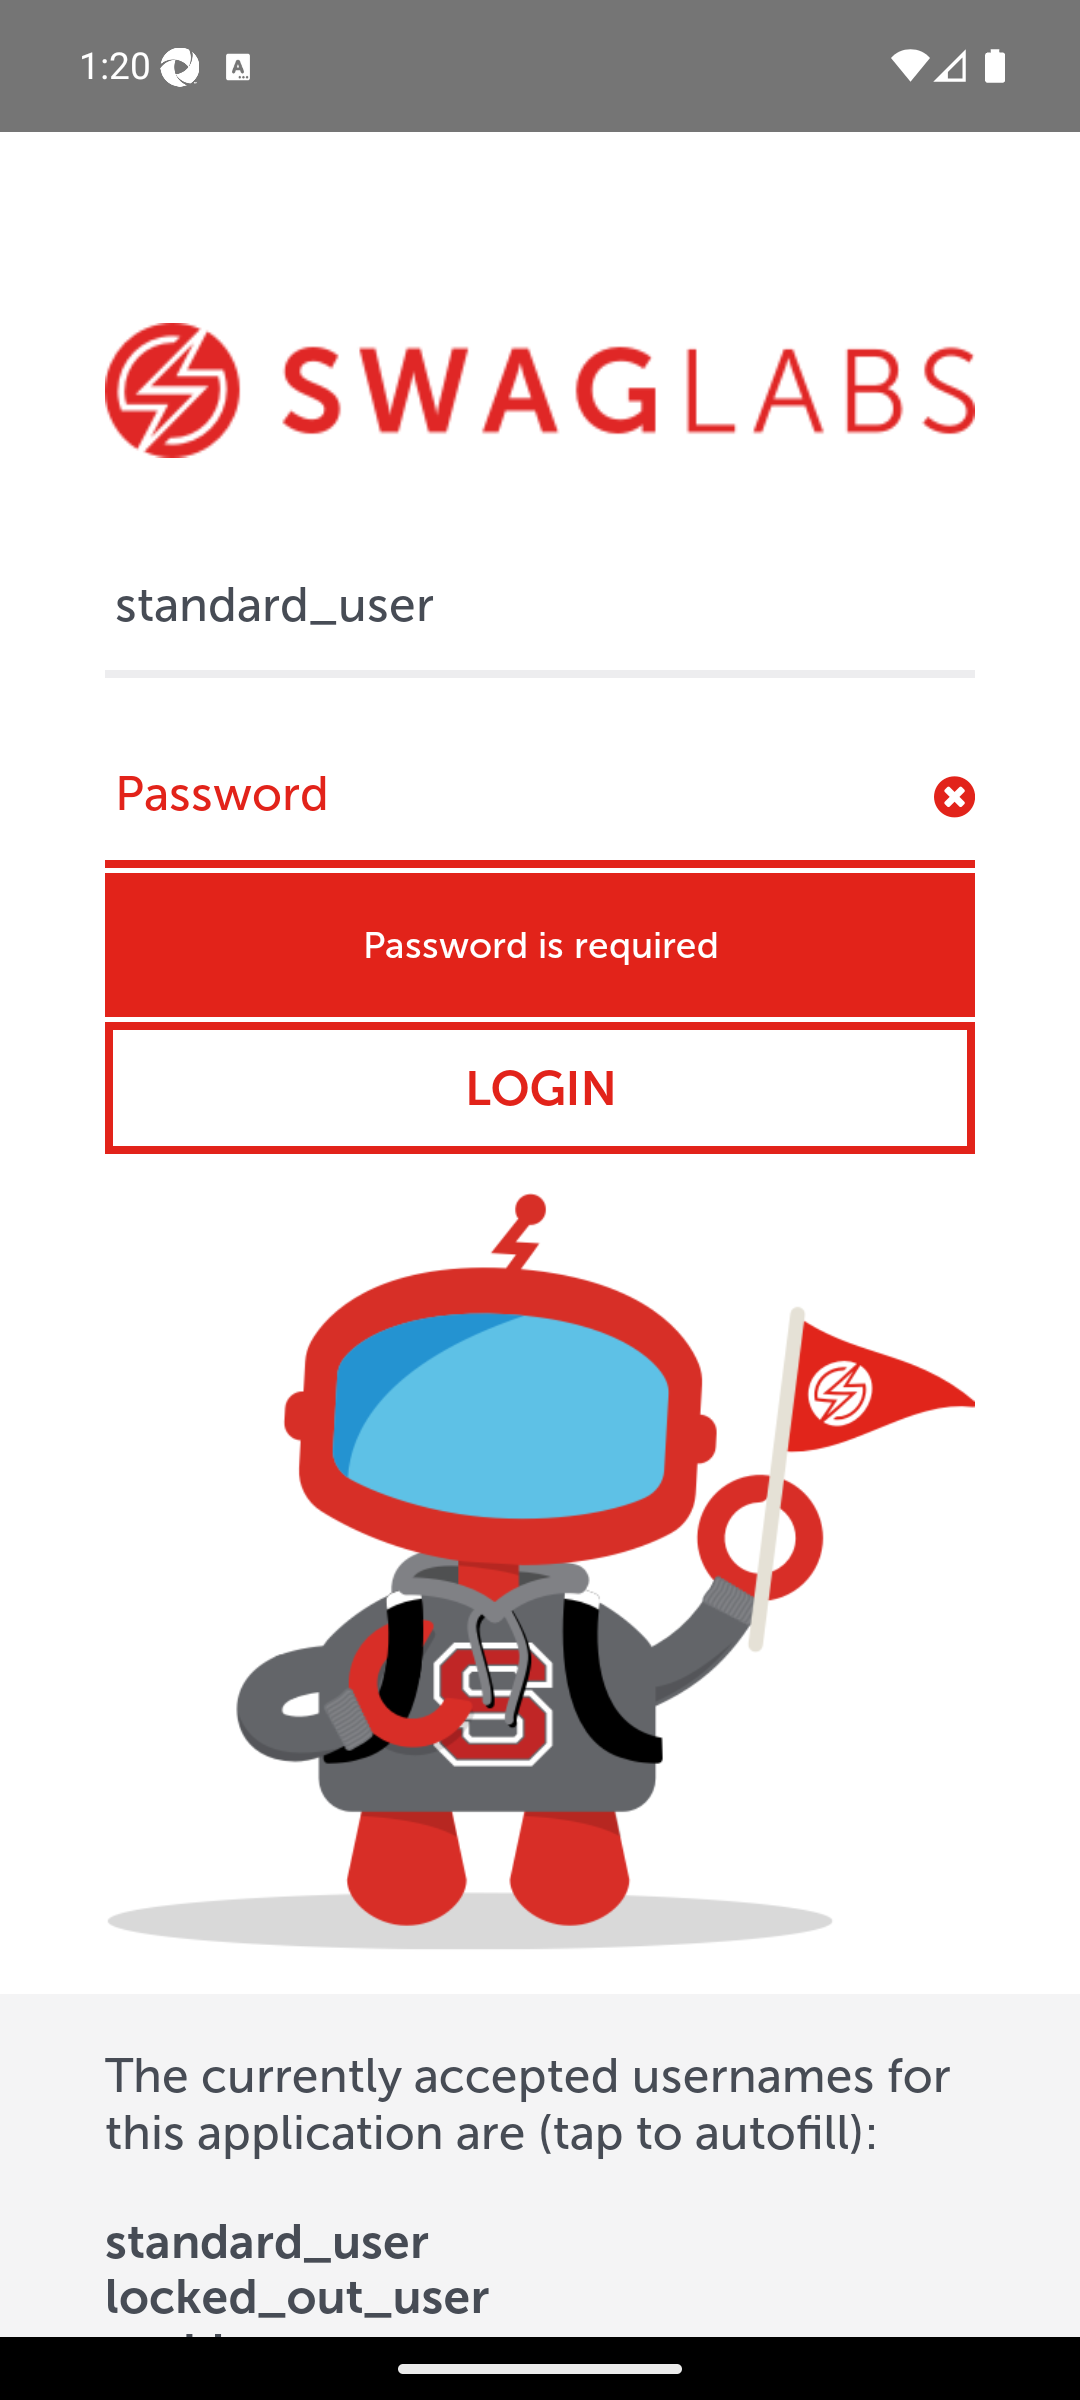 1:20
SWAGLABS
standard_user
Password
Password is required
LOGIN
S
The currently accepted usernames for
this application are (tap to autofill):
standard_user
locked_out_user